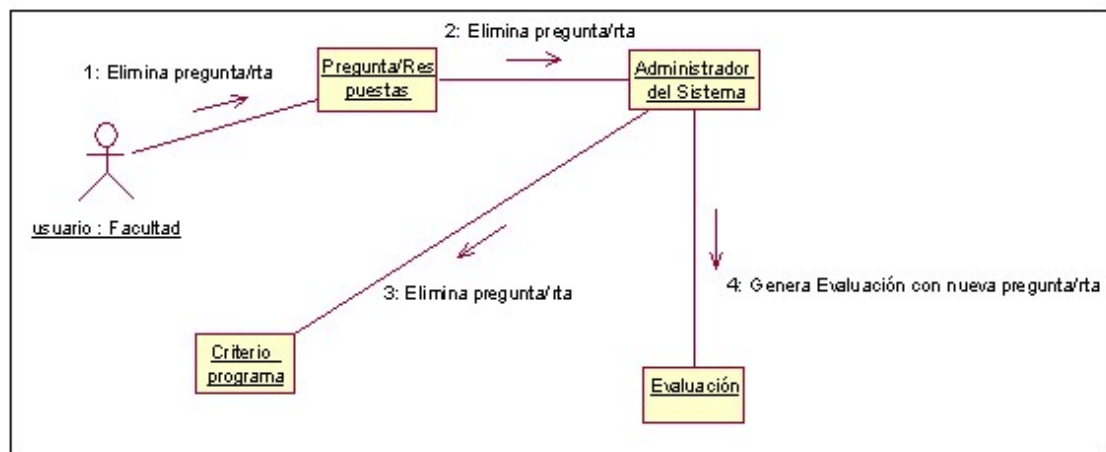 2: Elimina pregunta/rta
1: Elimina pregunta/rta
Pregunta/Res
puestas
Administrador
del Sistema
usuario : Facultad
3: Elimina pregunta/rta
4: Genera Evaluación con nueva pregunta/rta
Criterio
programa
Evaluación